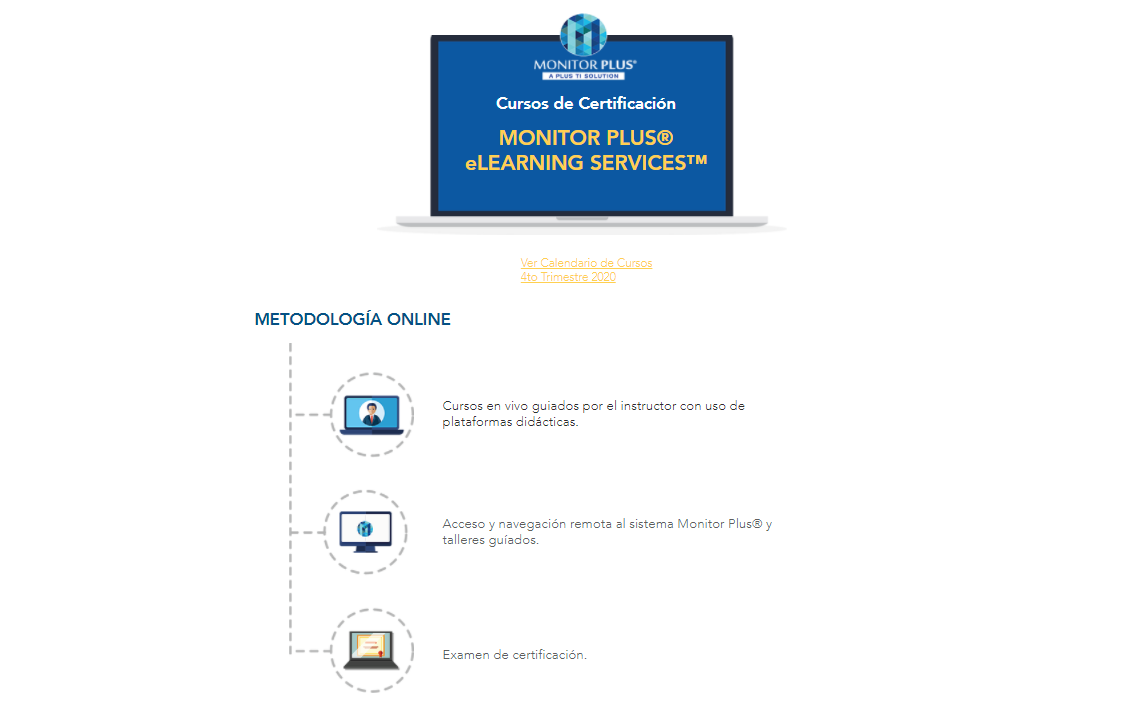 MONITOR PLUS®
A PLUS TI SOLUTION
Cursos de Certificación
MONITOR PLUS®
eLEARNING SERVICES™
Ver Calendario de Cursos
4to Trimestre 2020
METODOLOGÍA ONLINE
Cursos en vivo guiados por el instructor con uso de
plataformas didácticas.
Acceso y navegación remota al sistema Monitor Plus® y
talleres guíados.
Examen de certificación.